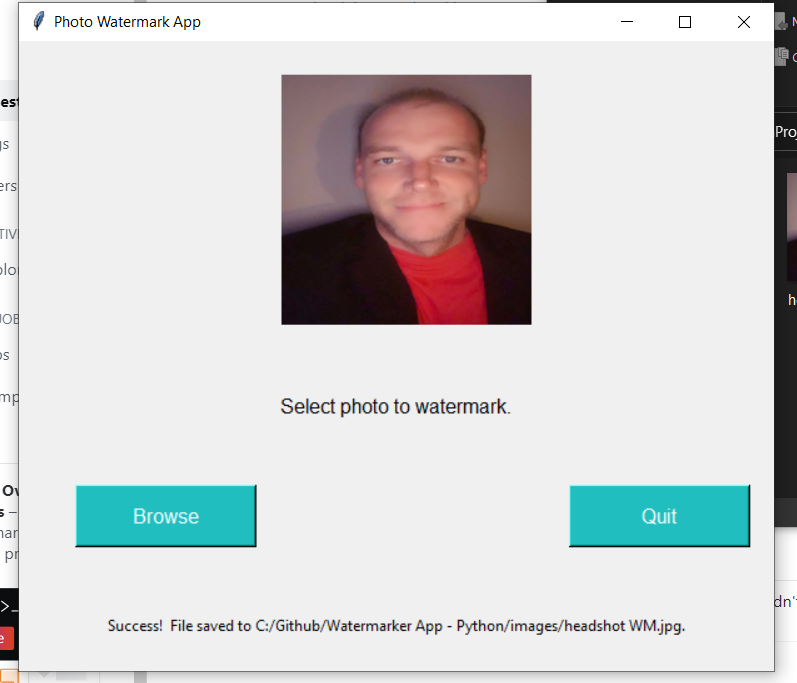 Photo Watermark App
Select photo to watermark.
Browse
Quit
Success!  File saved to C:/Github/Watermarker App - Python/images/headshot WM.jpg.